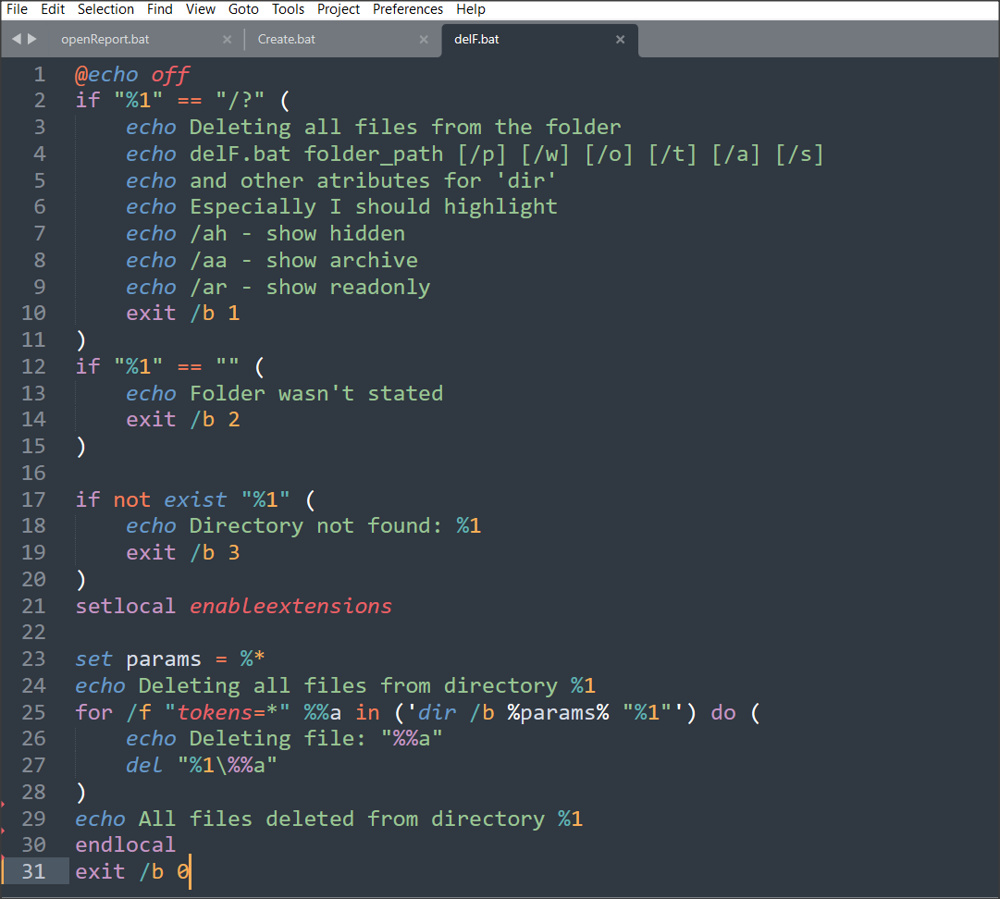 File Edit Selection Find View Goto Tools Project Preferences Help
openReport.bat Create.bat delF.bat
1 @echo off
2 if "%1" == "/?" (
3 echo Deleting all files from the folder
4 echo delF.bat folder_path [/p] [/w] [/o] [/t] [/a] [/s]
5 echo and other atributes for 'dir'
6 echo Especially I should highlight
7 echo /ah - show hidden
8 echo /aa - show archive
9 echo /ar - show readonly
10 exit /b 1
11 )
12 if "%1" == "" (
13 echo Folder wasn't stated
14 exit /b 2
15 )
16
17 if not exist "%1" (
18 echo Directory not found: %1
19 exit /b 3
20 )
21 setlocal enableextensions
22
23 set params = %*
24 echo Deleting all files from directory %1
25 for /f "tokens=*" %%a in ('dir /b %params% "%1"') do (
26 echo Deleting file: "%%a"
27 del "%1\%%a"
28 )
29 echo All files deleted from directory %1
30 endlocal
31 exit /b 0